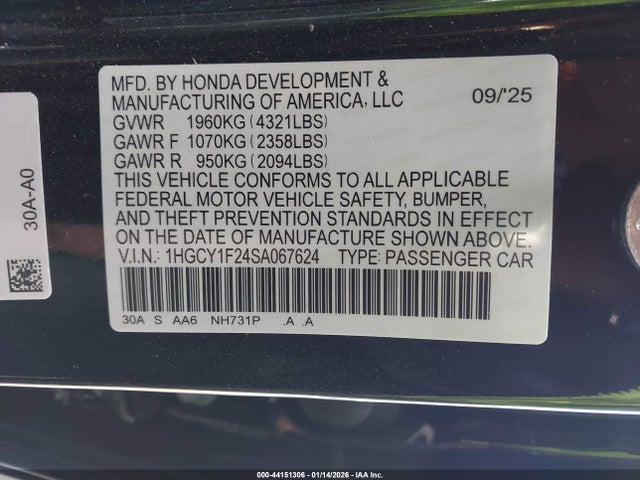 MFD. BY HONDA DEVELOPMENT &
MANUFACTURING OF AMERICA, LLC 09/'25
GVWR 1960KG (4321LBS)
GAWR F 1070KG (2358LBS)
GAWR R 950KG (2094LBS)
THIS VEHICLE CONFORMS TO ALL APPLICABLE
FEDERAL MOTOR VEHICLE SAFETY, BUMPER,
AND THEFT PREVENTION STANDARDS IN EFFECT
ON THE DATE OF MANUFACTURE SHOWN ABOVE.
V.I.N.: 1HGCY1F24SA067624 TYPE: PASSENGER CAR
30A S AA6 NH731P .A .A
30A-A0
000-44151306 - 01/14/2026 - IAA Inc.